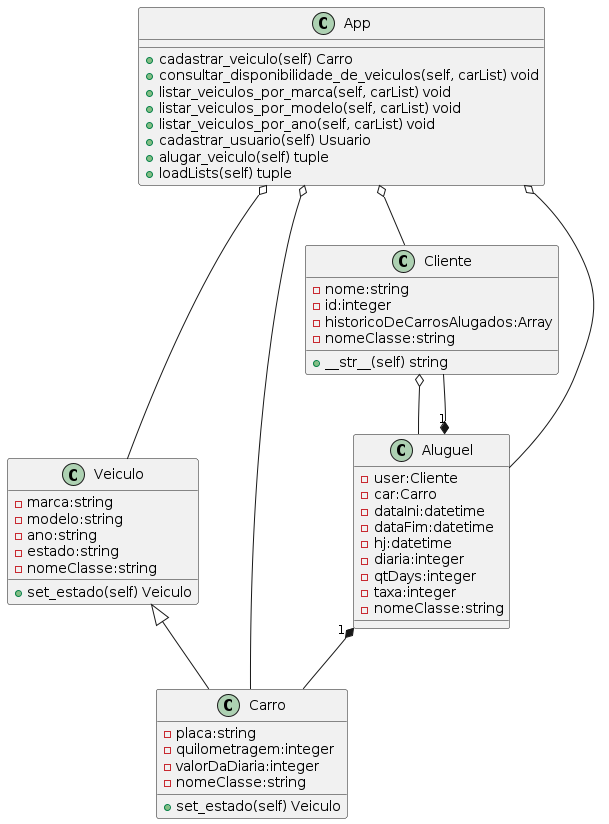 C App
cadastrar_veiculo(self) Carro
consultar_disponibilidade_de_veiculos(self, carList) void
listar_veiculos_por_marca(self, carList) void
listar_veiculos_por_modelo(self, carList) void
listar_veiculos_por_ano(self, carList) void
cadastrar_usuario(self) Usuario
alugar_veiculo(self) tuple
loadLists(self) tuple
C Cliente
nome:string
id:integer
historicoDeCarrosAlugados:Array
nomeClasse:string
__str__(self) string
1
C Aluguel
user:Cliente
car:Carro
dataIni:datetime
dataFim:datetime
hj:datetime
diaria:integer
qtDays:integer
taxa:integer
nomeClasse:string
C Veiculo
marca:string
modelo:string
ano:string
estado:string
nomeClasse:string
set_estado(self) Veiculo
1
C Carro
placa:string
quilometragem:integer
valorDaDiaria:integer
nomeClasse:string
set_estado(self) Veiculo